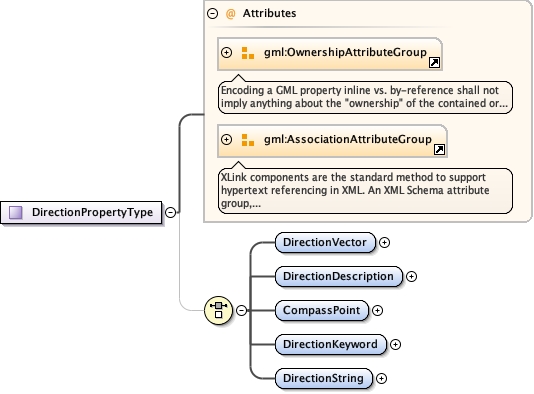 @ Attributes
gml:OwnershipAttributeGroup
Encoding a GML property inline vs. by-reference shall not
imply anything about the "ownership" of the contained or...
gml:AssociationAttributeGroup
XLink components are the standard method to support
hypertext referencing in XML. An XML Schema attribute
group,...
DirectionPropertyType
DirectionVector
DirectionDescription
CompassPoint
DirectionKeyword
DirectionString